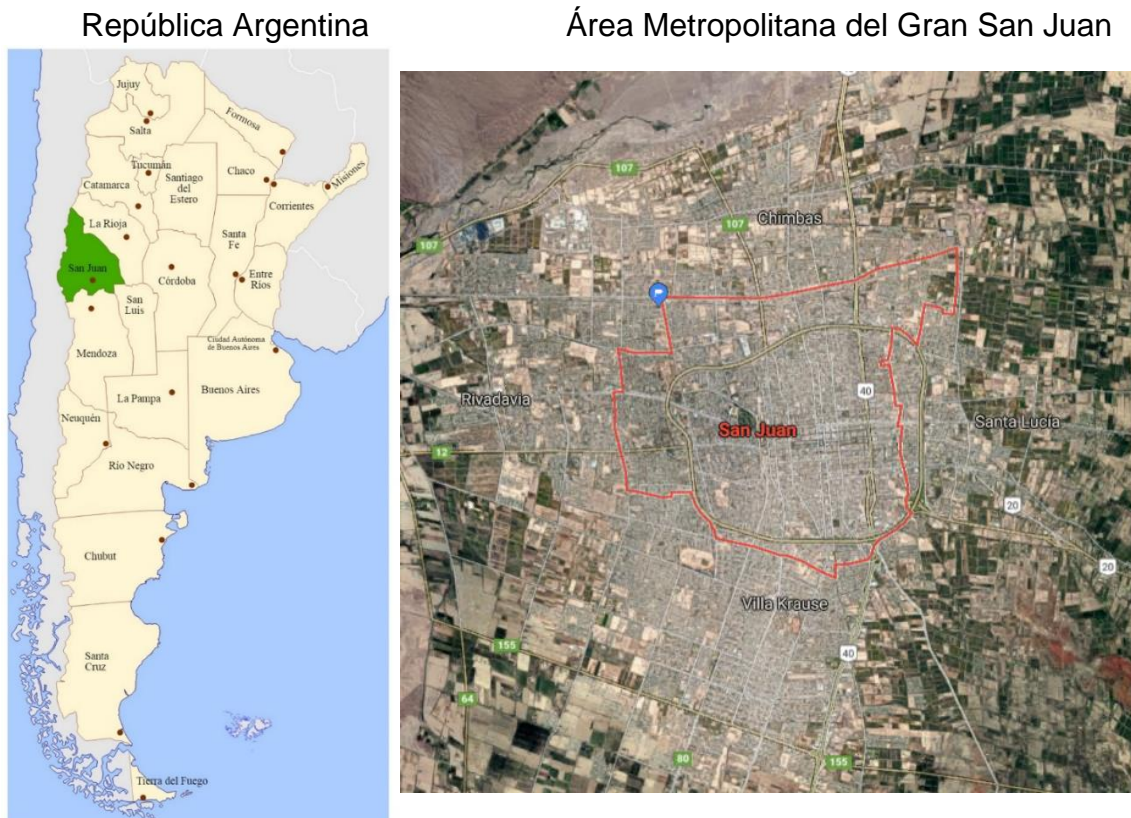 República Argentina
Área Metropolitana del Gran San Juan
Jujuy
Salta
Formosa
Tucumán
Santiago
del
Estero
Chaco
Misiones
Catamarca
Corrientes
La Rioja
Santa
Fe
San Juan
Córdoba
Entre
Ríos
San
Luis
Mendoza
Ciudad Autónoma
de Buenos Aires
La Pampa
Buenos Aires
Neuquén
Río Negro
Chubut
Santa
Cruz
Tierra del Fuego
107
107
Chimbas
107
40
Rivadavia
San Juan
Santa Lucía
12
20
20
Villa Krause
155
40
64
80
155